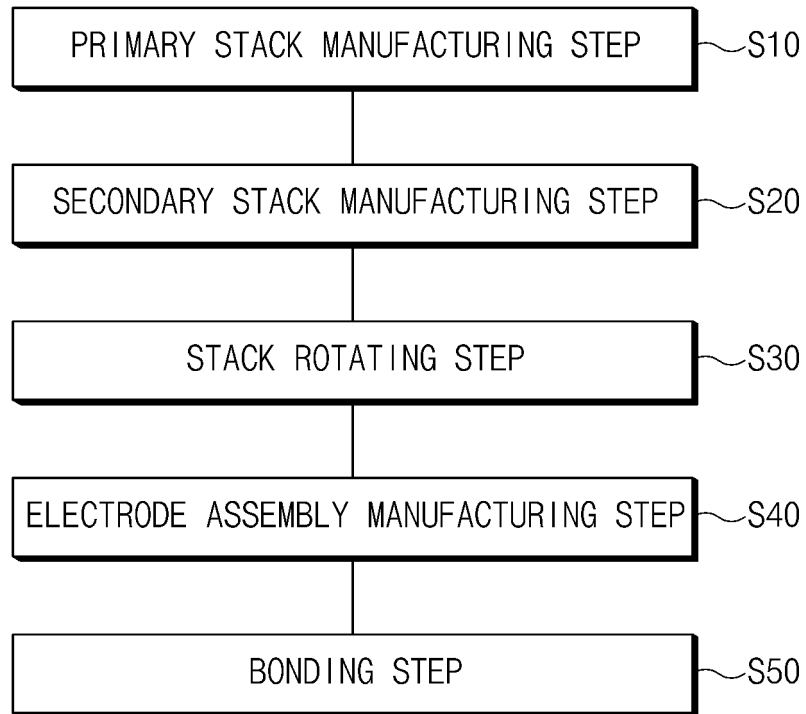 PRIMARY STACK MANUFACTURING STEP S10
SECONDARY STACK MANUFACTURING STEP S20
STACK ROTATING STEP S30
ELECTRODE ASSEMBLY MANUFACTURING STEP S40
BONDING STEP S50